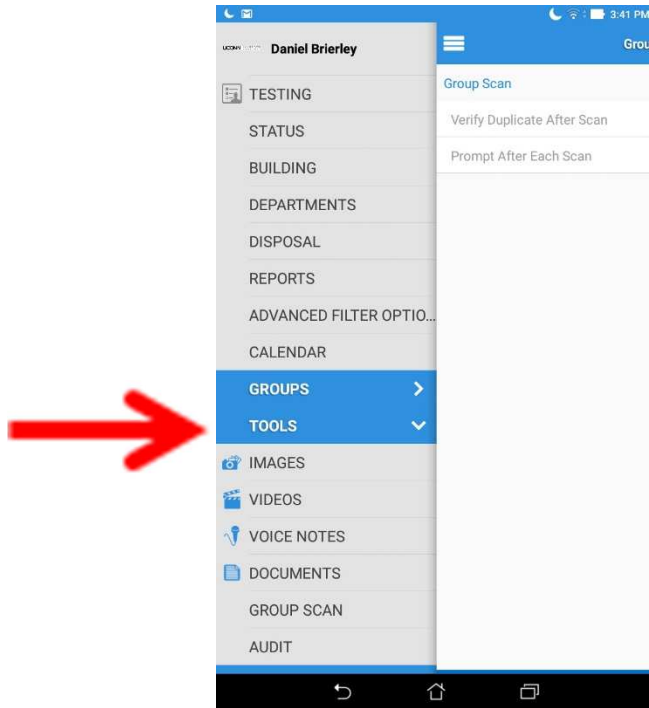 3:41 PM
UCONN
Daniel Brierley
Grou
TESTING
STATUS
BUILDING
DEPARTMENTS
DISPOSAL
REPORTS
ADVANCED FILTER OPTIO...
CALENDAR
GROUPS
TOOLS
IMAGES
VIDEOS
VOICE NOTES
DOCUMENTS
GROUP SCAN
AUDIT
Group Scan
Verify Duplicate After Scan
Prompt After Each Scan